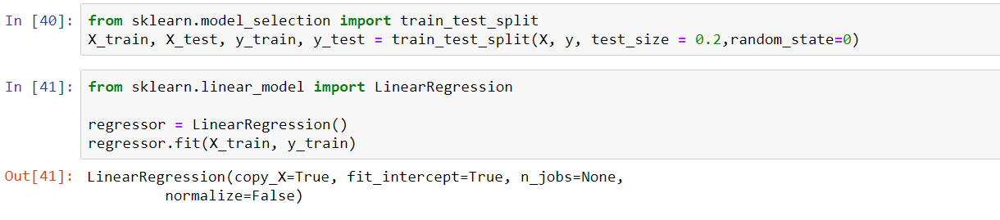 In [40]: from sklearn.model_selection import train_test_split
X_train, X_test, y_train, y_test = train_test_split(X, y, test_size = 0.2,random_state=0)
In [41]: from sklearn.linear_model import LinearRegression
regressor = LinearRegression()
regressor.fit(X_train, y_train)
Out[41]: LinearRegression(copy_X=True, fit_intercept=True, n_jobs=None,
normalize=False)